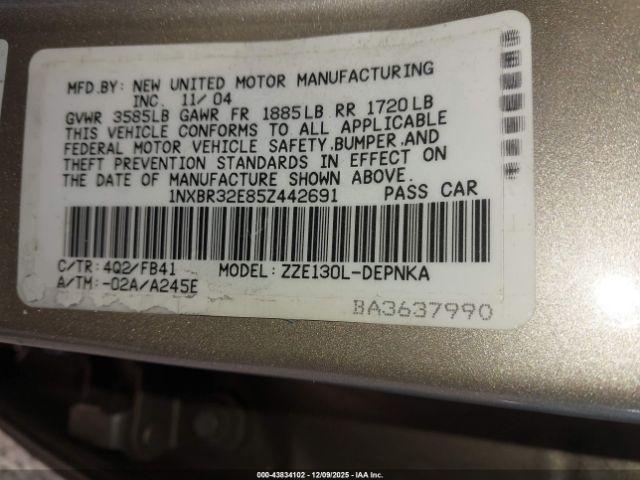 MFD.BY: NEW UNITED MOTOR MANUFACTURING
INC. 11/04
GVWR 3585LB GAWR FR 1885LB RR 1720LB
THIS VEHICLE CONFORMS TO ALL APPLICABLE
FEDERAL MOTOR VEHICLE SAFETY,BUMPER,AND
THEFT PREVENTION STANDARDS IN EFFECT ON
THE DATE OF MANUFACTURE SHOWN ABOVE.
1NXBR32E85Z442691 PASS CAR
C/TR:4Q2/FB41 MODEL: ZZE130L-DEPNKA
A/TM:-02A/A245E
BA3637990
000-43834102 | 12/09/2025 | IAA Inc.